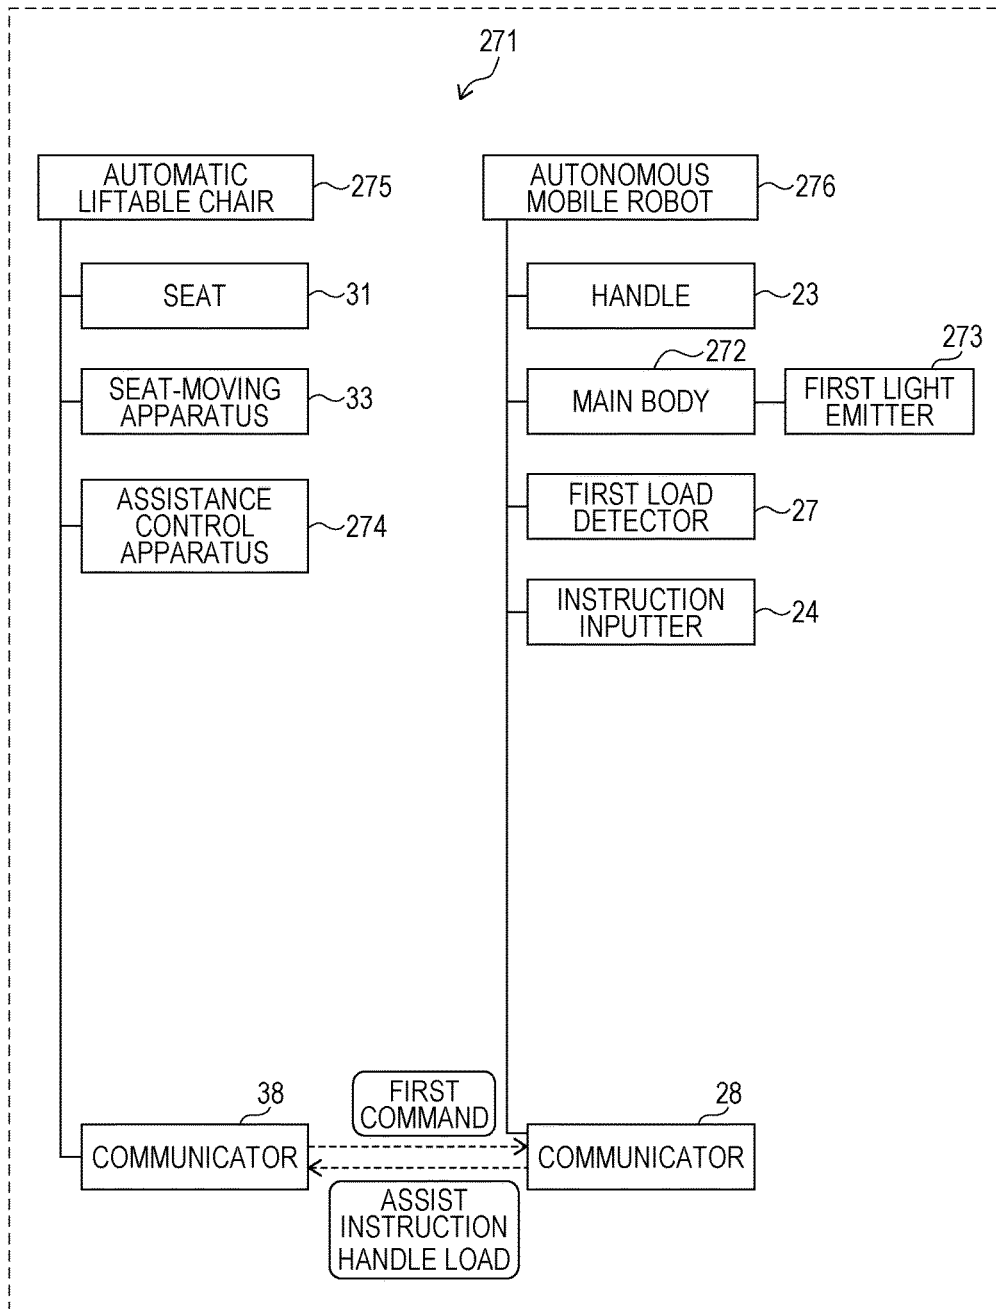 271
AUTOMATIC
LIFTABLE CHAIR
275
SEAT
31
SEAT-MOVING
APPARATUS
33
ASSISTANCE
CONTROL
APPARATUS
274
COMMUNICATOR
38
AUTONOMOUS
MOBILE ROBOT
276
HANDLE
23
MAIN BODY
272
FIRST LIGHT
EMITTER
273
FIRST LOAD
DETECTOR
27
INSTRUCTION
INPUTTER
24
COMMUNICATOR
28
FIRST
COMMAND
ASSIST
INSTRUCTION
HANDLE LOAD